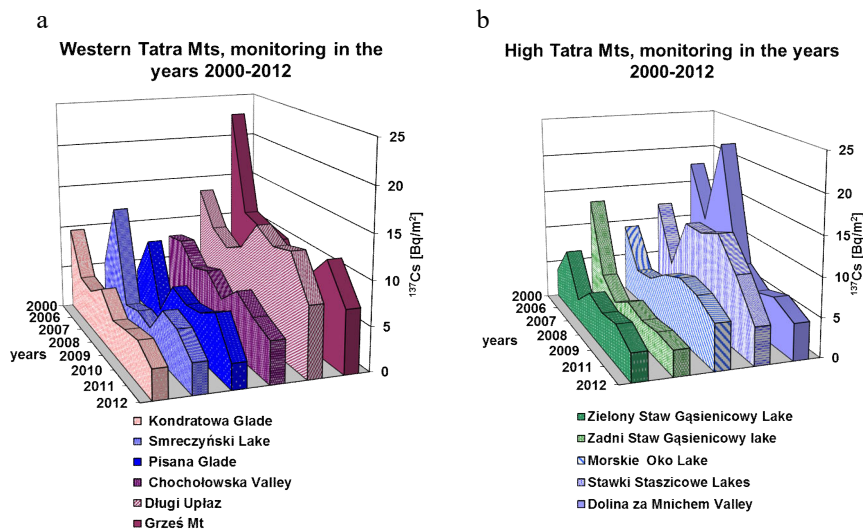 a
Western Tatra Mts, monitoring in the
years 2000-2012
25
20
15
10
5
0
¹³⁷Cs [Bq/m²]
2000
2006
2007
2008
2009
2010
2011
2012
years
Kondratowa Glade
Smreczyński Lake
Pisana Glade
Chochołowska Valley
Długi Upłaz
Grześ Mt
b
High Tatra Mts, monitoring in the years
2000-2012
25
20
15
10
5
0
¹³⁷Cs [Bq/m²]
2000
2006
2007
2008
2009
2011
2012
years
Zielony Staw Gąsienicowy Lake
Zadni Staw Gąsienicowy lake
Morskie Oko Lake
Stawki Staszicowe Lakes
Dolina za Mnichem Valley